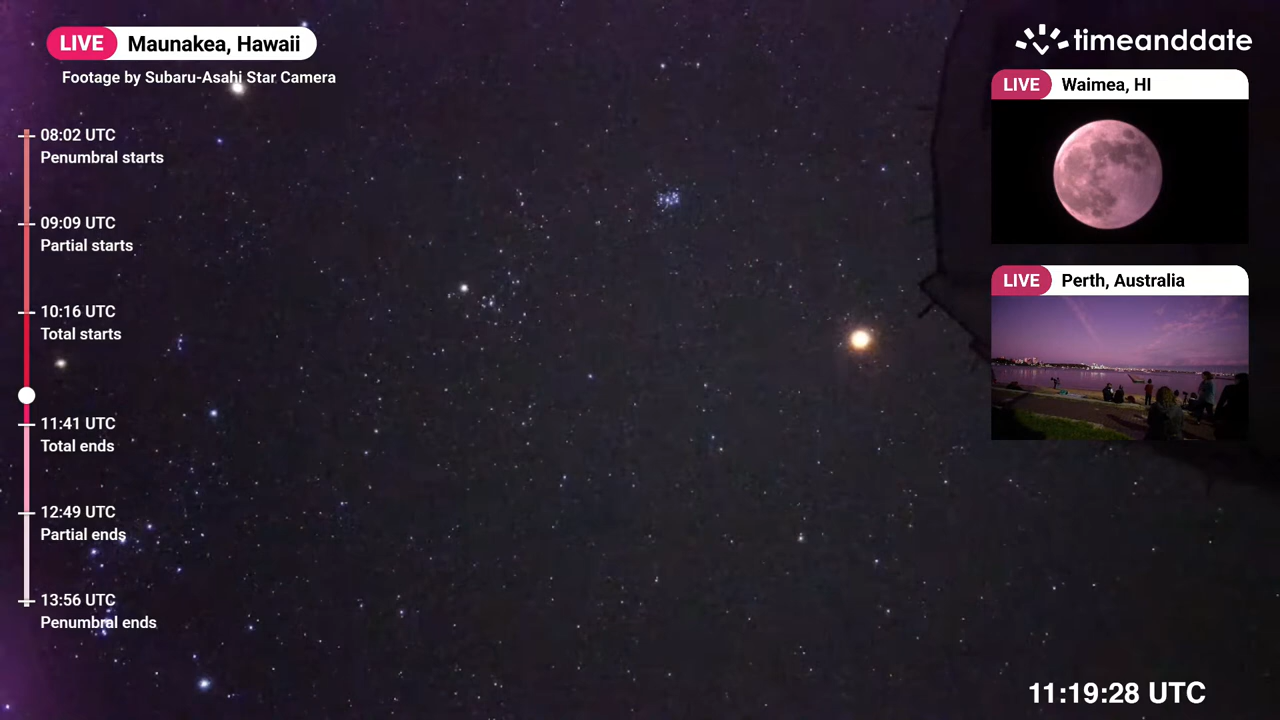 LIVE Maunakea, Hawaii
Footage by Subaru-Asahi Star Camera
08:02 UTC
Penumbral starts
09:09 UTC
Partial starts
10:16 UTC
Total starts
11:41 UTC
Total ends
12:49 UTC
Partial ends
13:56 UTC
Penumbral ends
timeanddate
LIVE Waimea, HI
LIVE Perth, Australia
11:19:28 UTC